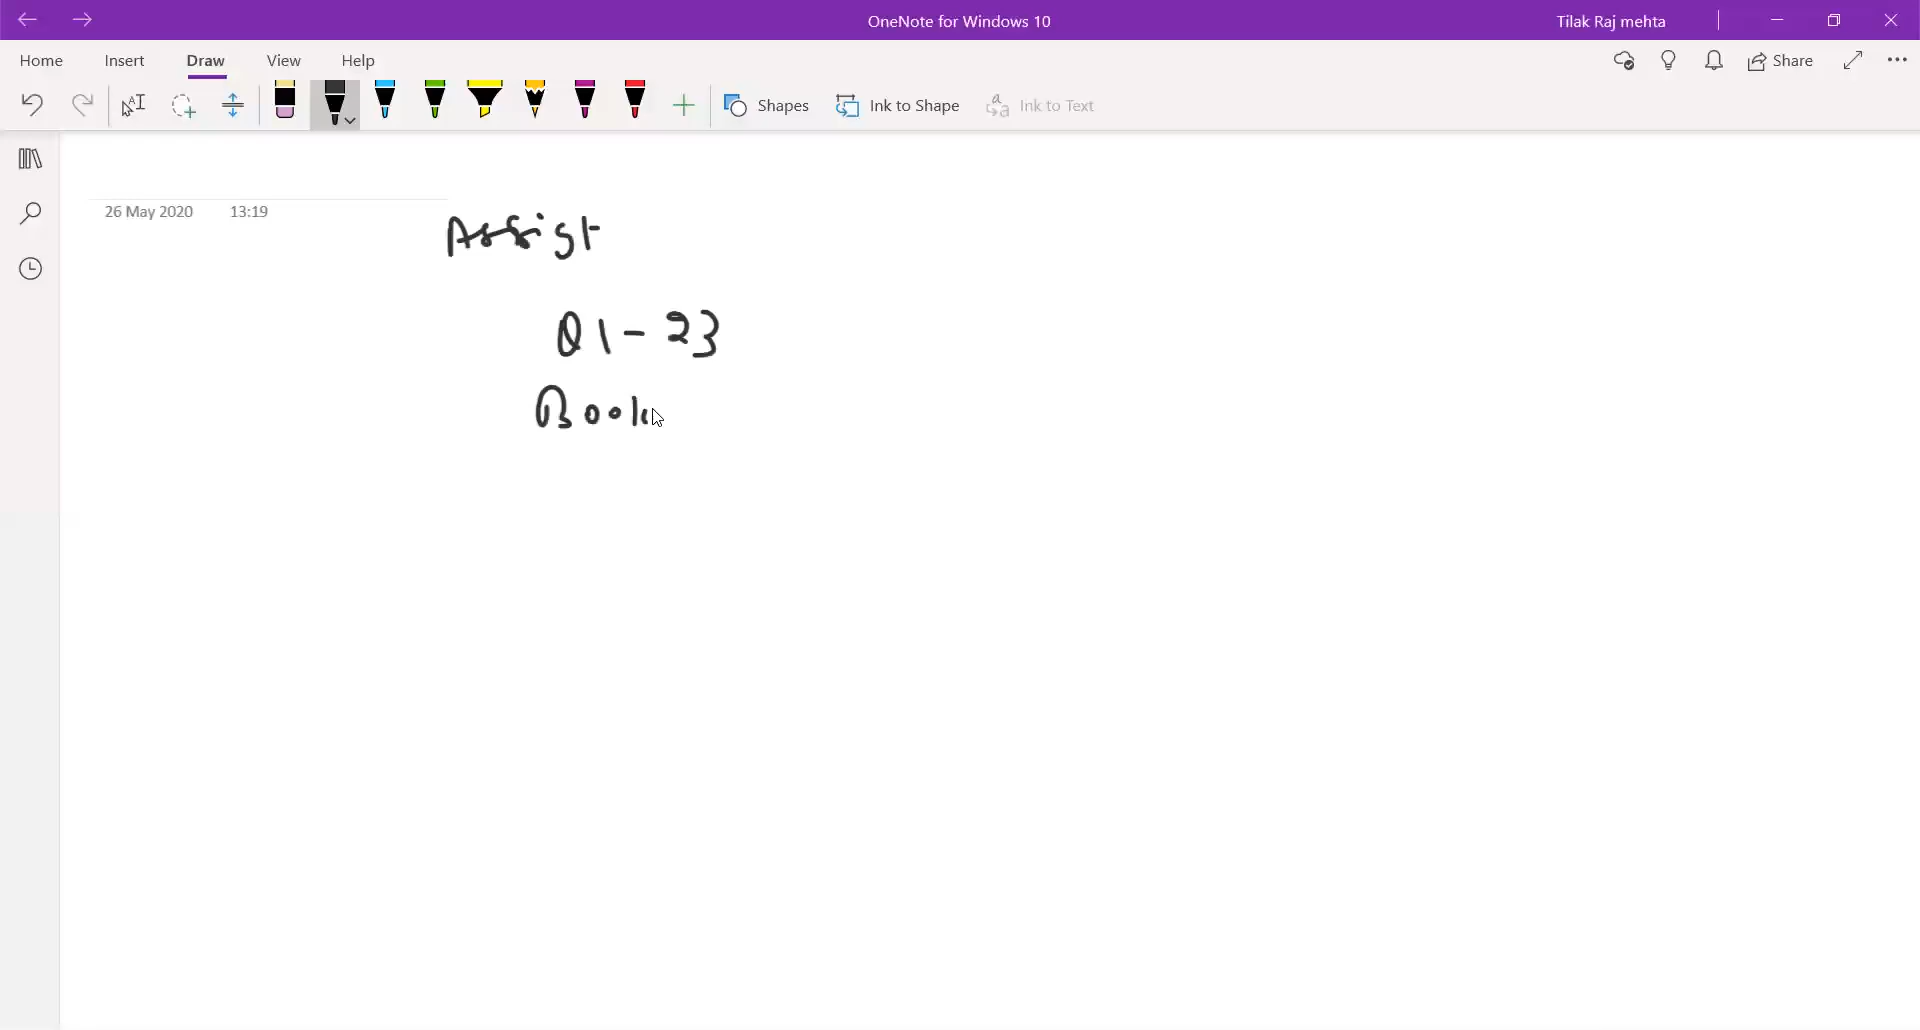 OneNote for Windows 10
Tilak Raj mehta
Home Insert Draw View Help
Share
Shapes
Ink to Shape
Ink to Text
26 May 2020 13:19
Assist
Q1-23
Book